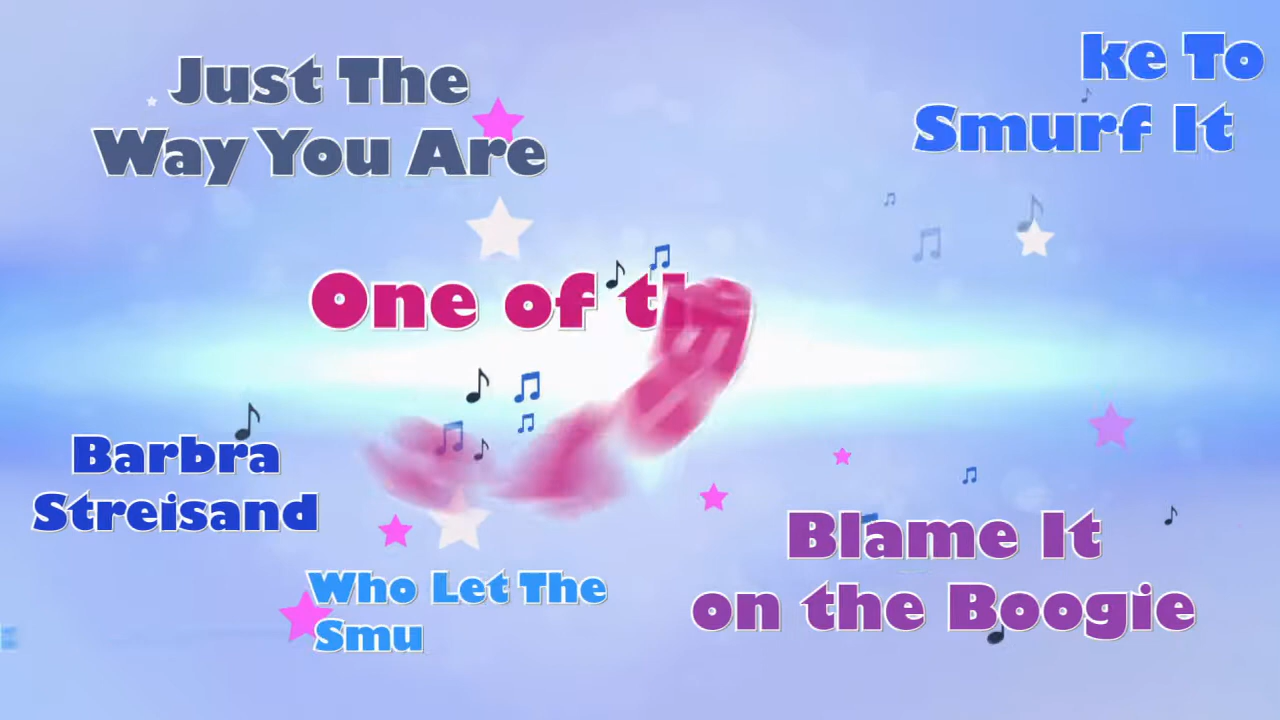 Just The
Way You Are
ke To
Smurf It
One of
Barbra
Streisand
Blame It
on the Boogie
Who Let The
Smu